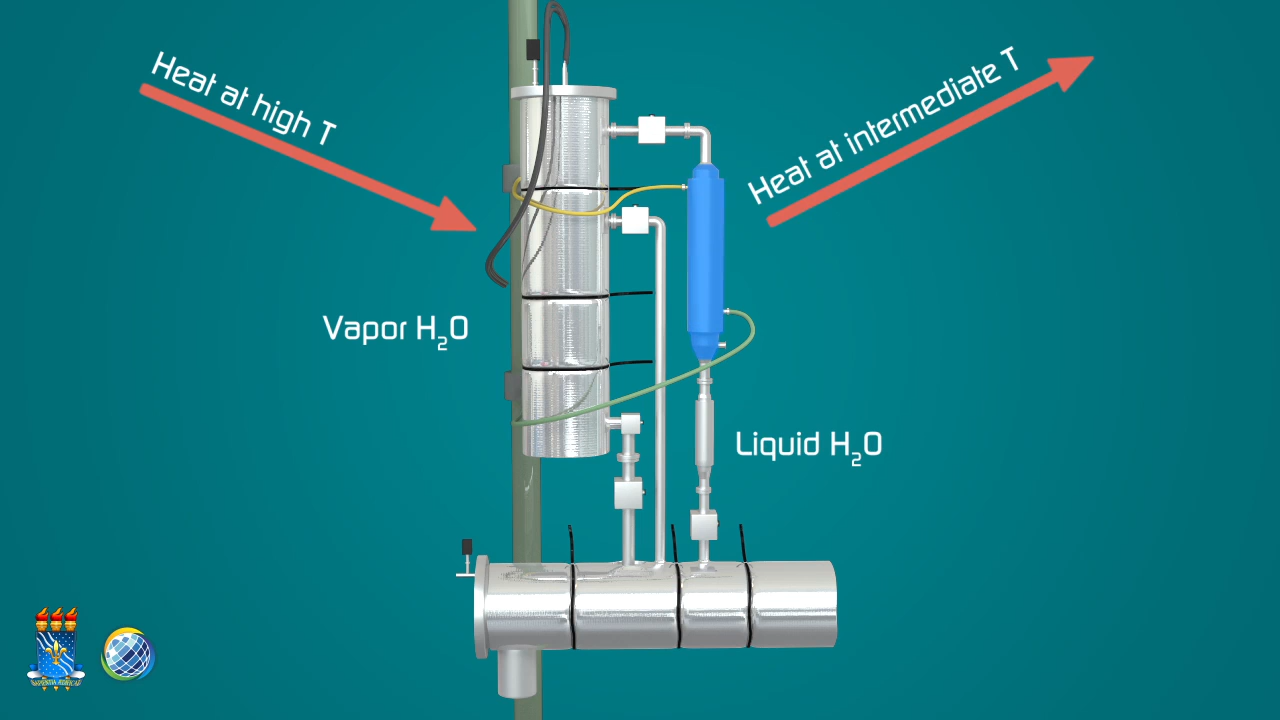 Heat at high T
Heat at intermediate T
Vapor H₂O
Liquid H₂O